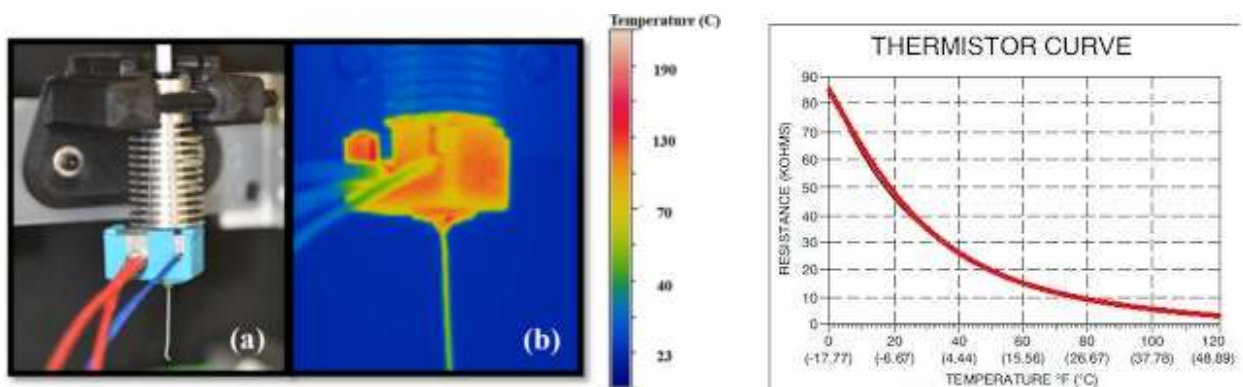 Temperature (C)
190
130
70
40
23
(a)
(b)
THERMISTOR CURVE
RESISTANCE (KOHMS)
90
80
70
60
50
40
30
20
10
0
0 20 40 60 80 100 120
(-17.77) (-6.67) (4.44) (15.56) (26.67) (37.78) (48.89)
TEMPERATURE °F (°C)